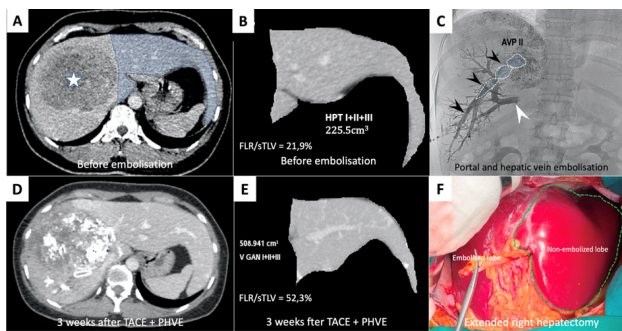 A
Before embolisation
B
HPT I+II+III
225.5cm³
FLR/sTLV = 21,9%
Before embolisation
C
AVP II
Portal and hepatic vein embolisation
D
3 weeks after TACE + PHVE
E
508.941 cm³
V GAN I+II+III
FLR/sTLV = 52,3%
3 weeks fter TACE + PHVE
F
Embolized lobe
Non-embolized lobe
Extended right hepatectomy